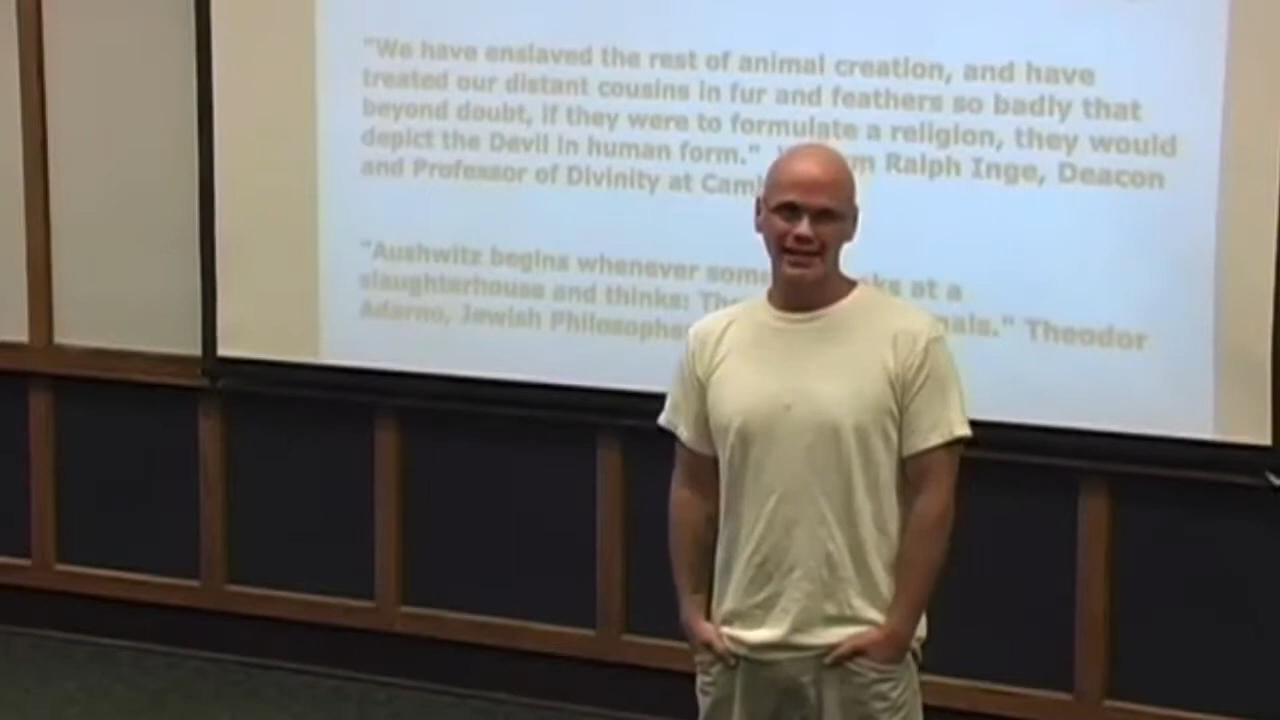 "We have enslaved the rest of animal creation, and have
treated our distant cousins in fur and feathers so badly that
beyond doubt, if they were to formulate a religion, they would
depict the Devil in human form." Ralph Inge, Deacon
and Professor of Divinity at
"Aushwitz begins whenever at a
slaughterhouse and thinks: Theodor
Adarno, Jewish